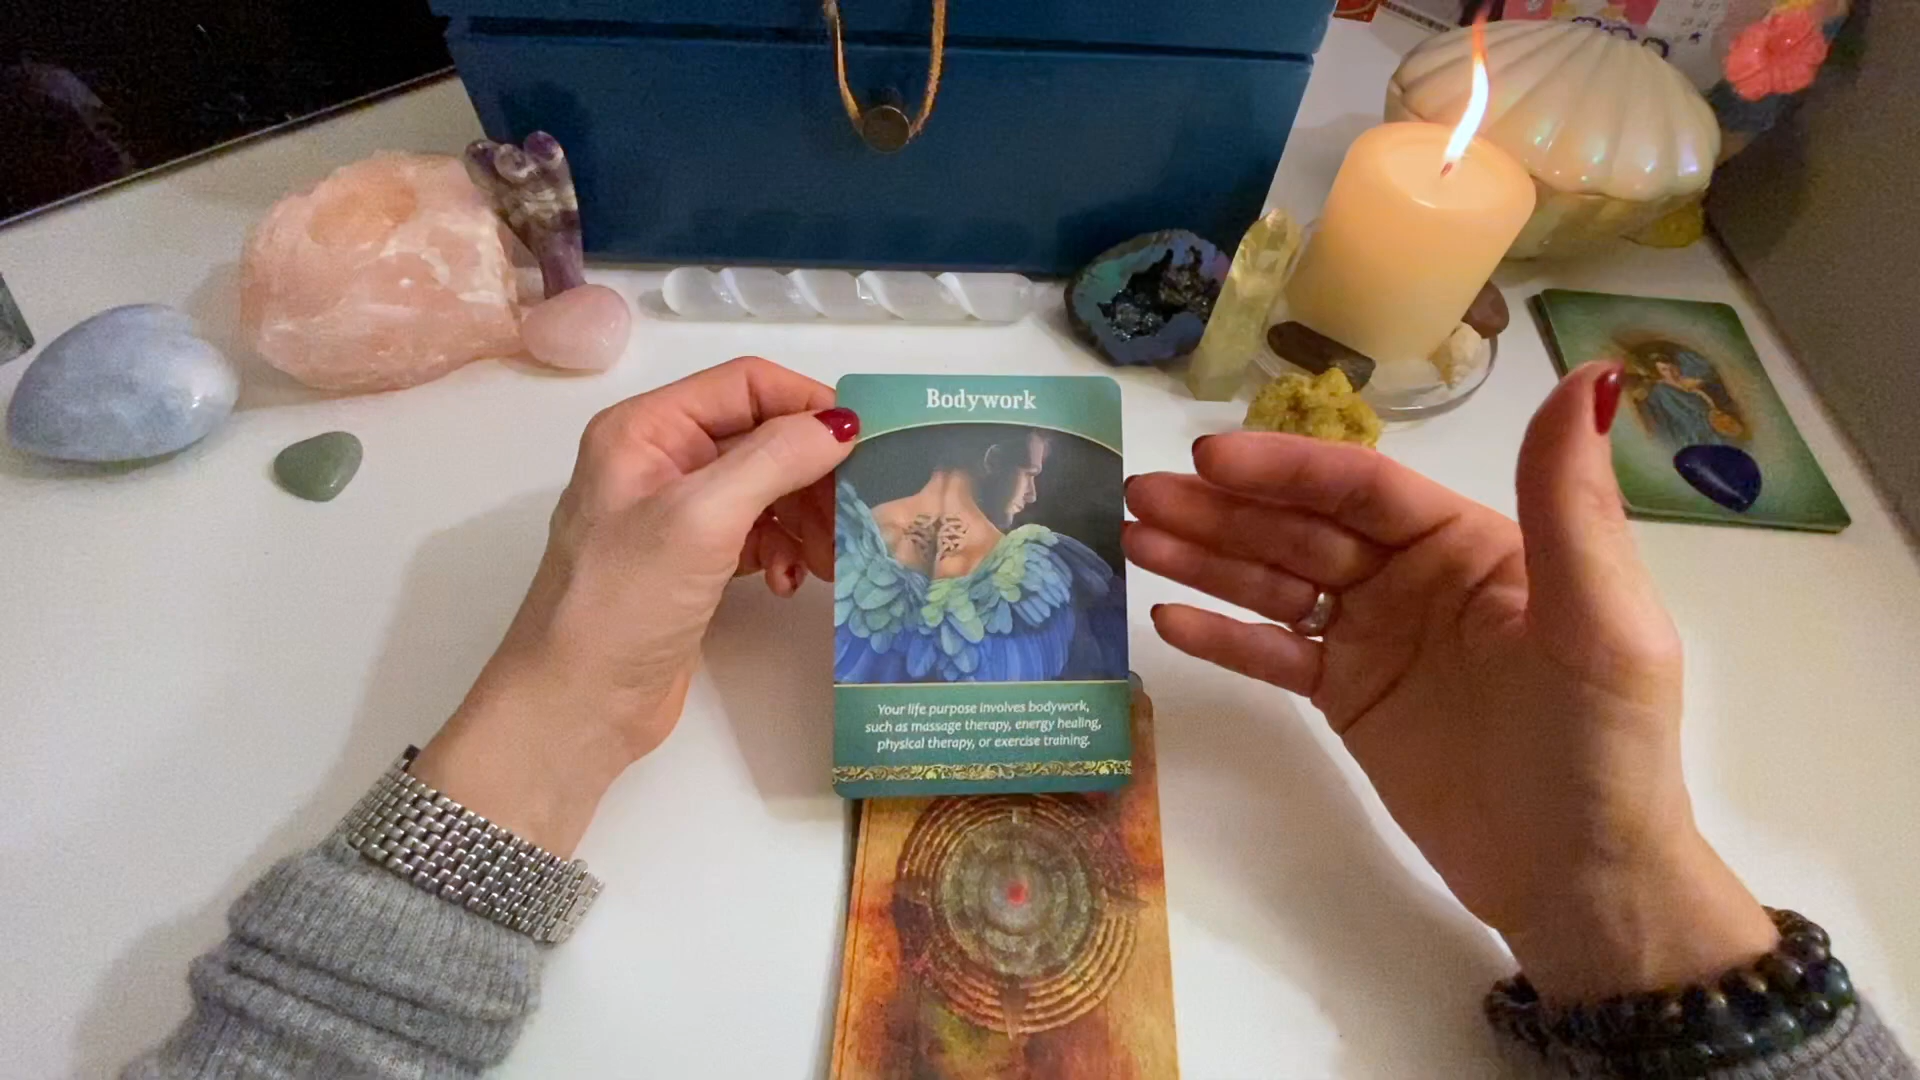 Bodywork
Your life purpose involves bodywork,
such as massage therapy, energy healing,
physical therapy, or exercise training.